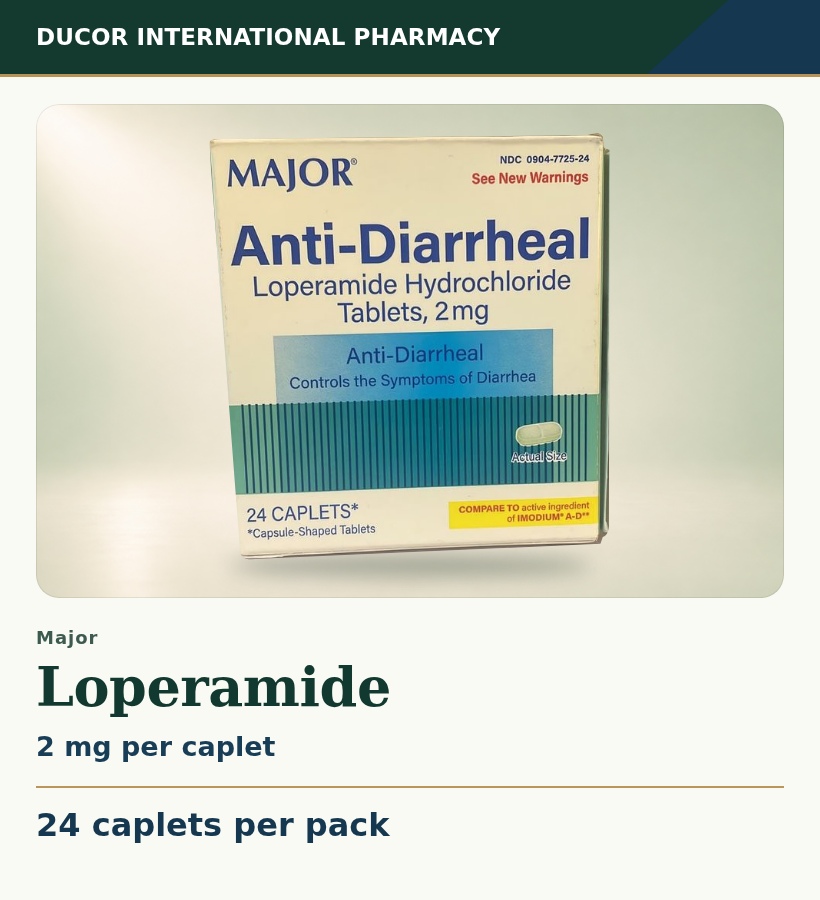 DUCOR INTERNATIONAL PHARMACY
MAJOR®
NDC 0904-7725-24
See New Warnings
Anti-Diarrheal
Loperamide Hydrochloride
Tablets, 2 mg
Anti-Diarrheal
Controls the Symptoms of Diarrhea
Actual Size
24 CAPLETS*
*Capsule-Shaped Tablets
COMPARE TO active ingredient
of IMODIUM® A-D**
Major
Loperamide
2 mg per caplet
24 caplets per pack